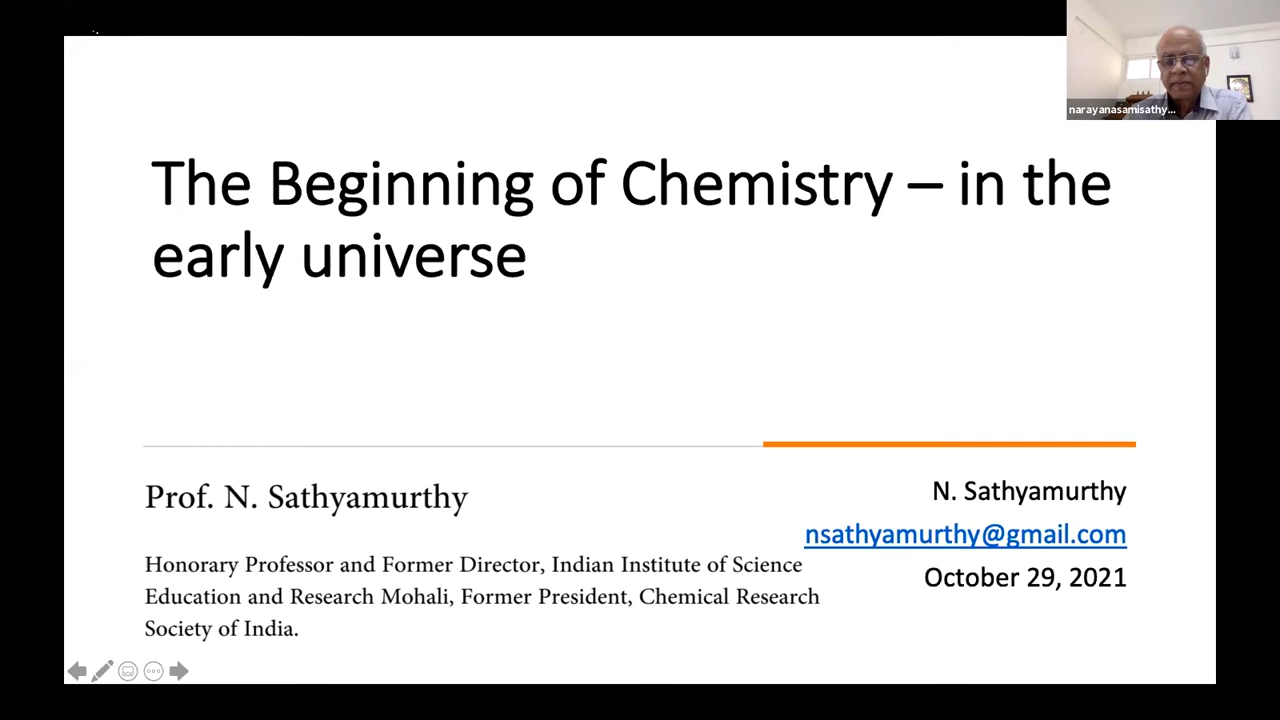 narayanasamisathy...
The Beginning of Chemistry – in the
early universe
Prof. N. Sathyamurthy
Honorary Professor and Former Director, Indian Institute of Science
Education and Research Mohali, Former President, Chemical Research
Society of India.
N. Sathyamurthy
nsathyamurthy@gmail.com
October 29, 2021